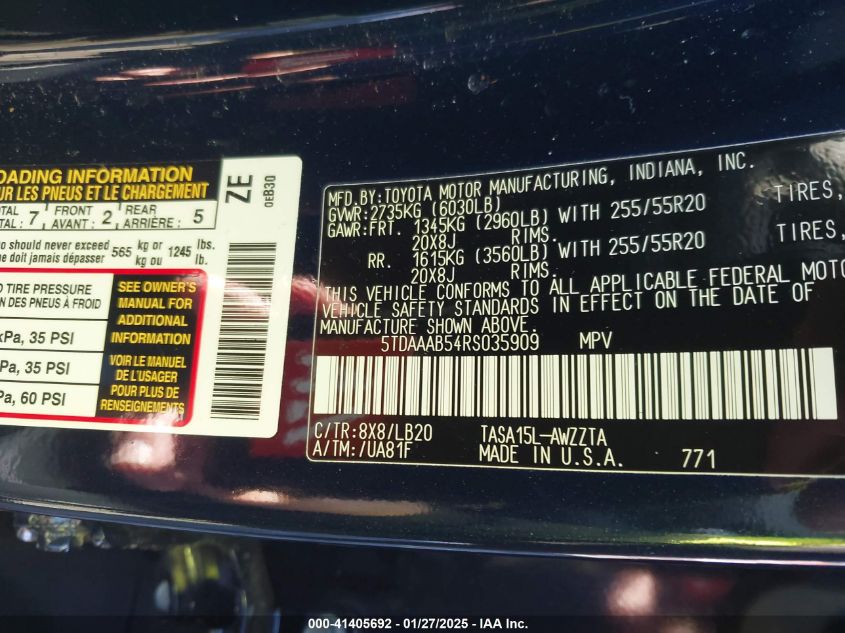 LOADING INFORMATION
UR LES PNEUS ET LE CHARGEMENT
ZE
0EB30
TOTAL 7 FRONT 2 REAR 5
AVANT: ARRIÈRE:
should never exceed 565 kg or 1245 lbs.
ne doit jamais dépasser kg ou lb.
TIRE PRESSURE
DES PNEUS À FROID
SEE OWNER'S
MANUAL FOR
ADDITIONAL
INFORMATION
VOIR LE MANUEL
DE L'USAGER
POUR PLUS DE
RENSEIGNEMENTS
kPa, 35 PSI
Pa, 35 PSI
Pa, 60 PSI
MFD.BY:TOYOTA MOTOR MANUFACTURING, INDIANA, INC.
GVWR:2735KG (6030LB)
GAWR:FRT. 1345KG (2960LB) WITH 255/55R20 TIRES,
20X8J RIMS.
RR. 1615KG (3560LB) WITH 255/55R20 TIRES,
20X8J RIMS.
THIS VEHICLE CONFORMS TO ALL APPLICABLE FEDERAL MOTO
VEHICLE SAFETY STANDARDS IN EFFECT ON THE DATE OF
MANUFACTURE SHOWN ABOVE.
5TDAAAB54RS035909 MPV
C/TR:8X8/LB20 TASA15L-AWZZTA
A/TM:/UA81F MADE IN U.S.A. 771
000-41405692 - 01/27/2025 - IAA Inc.